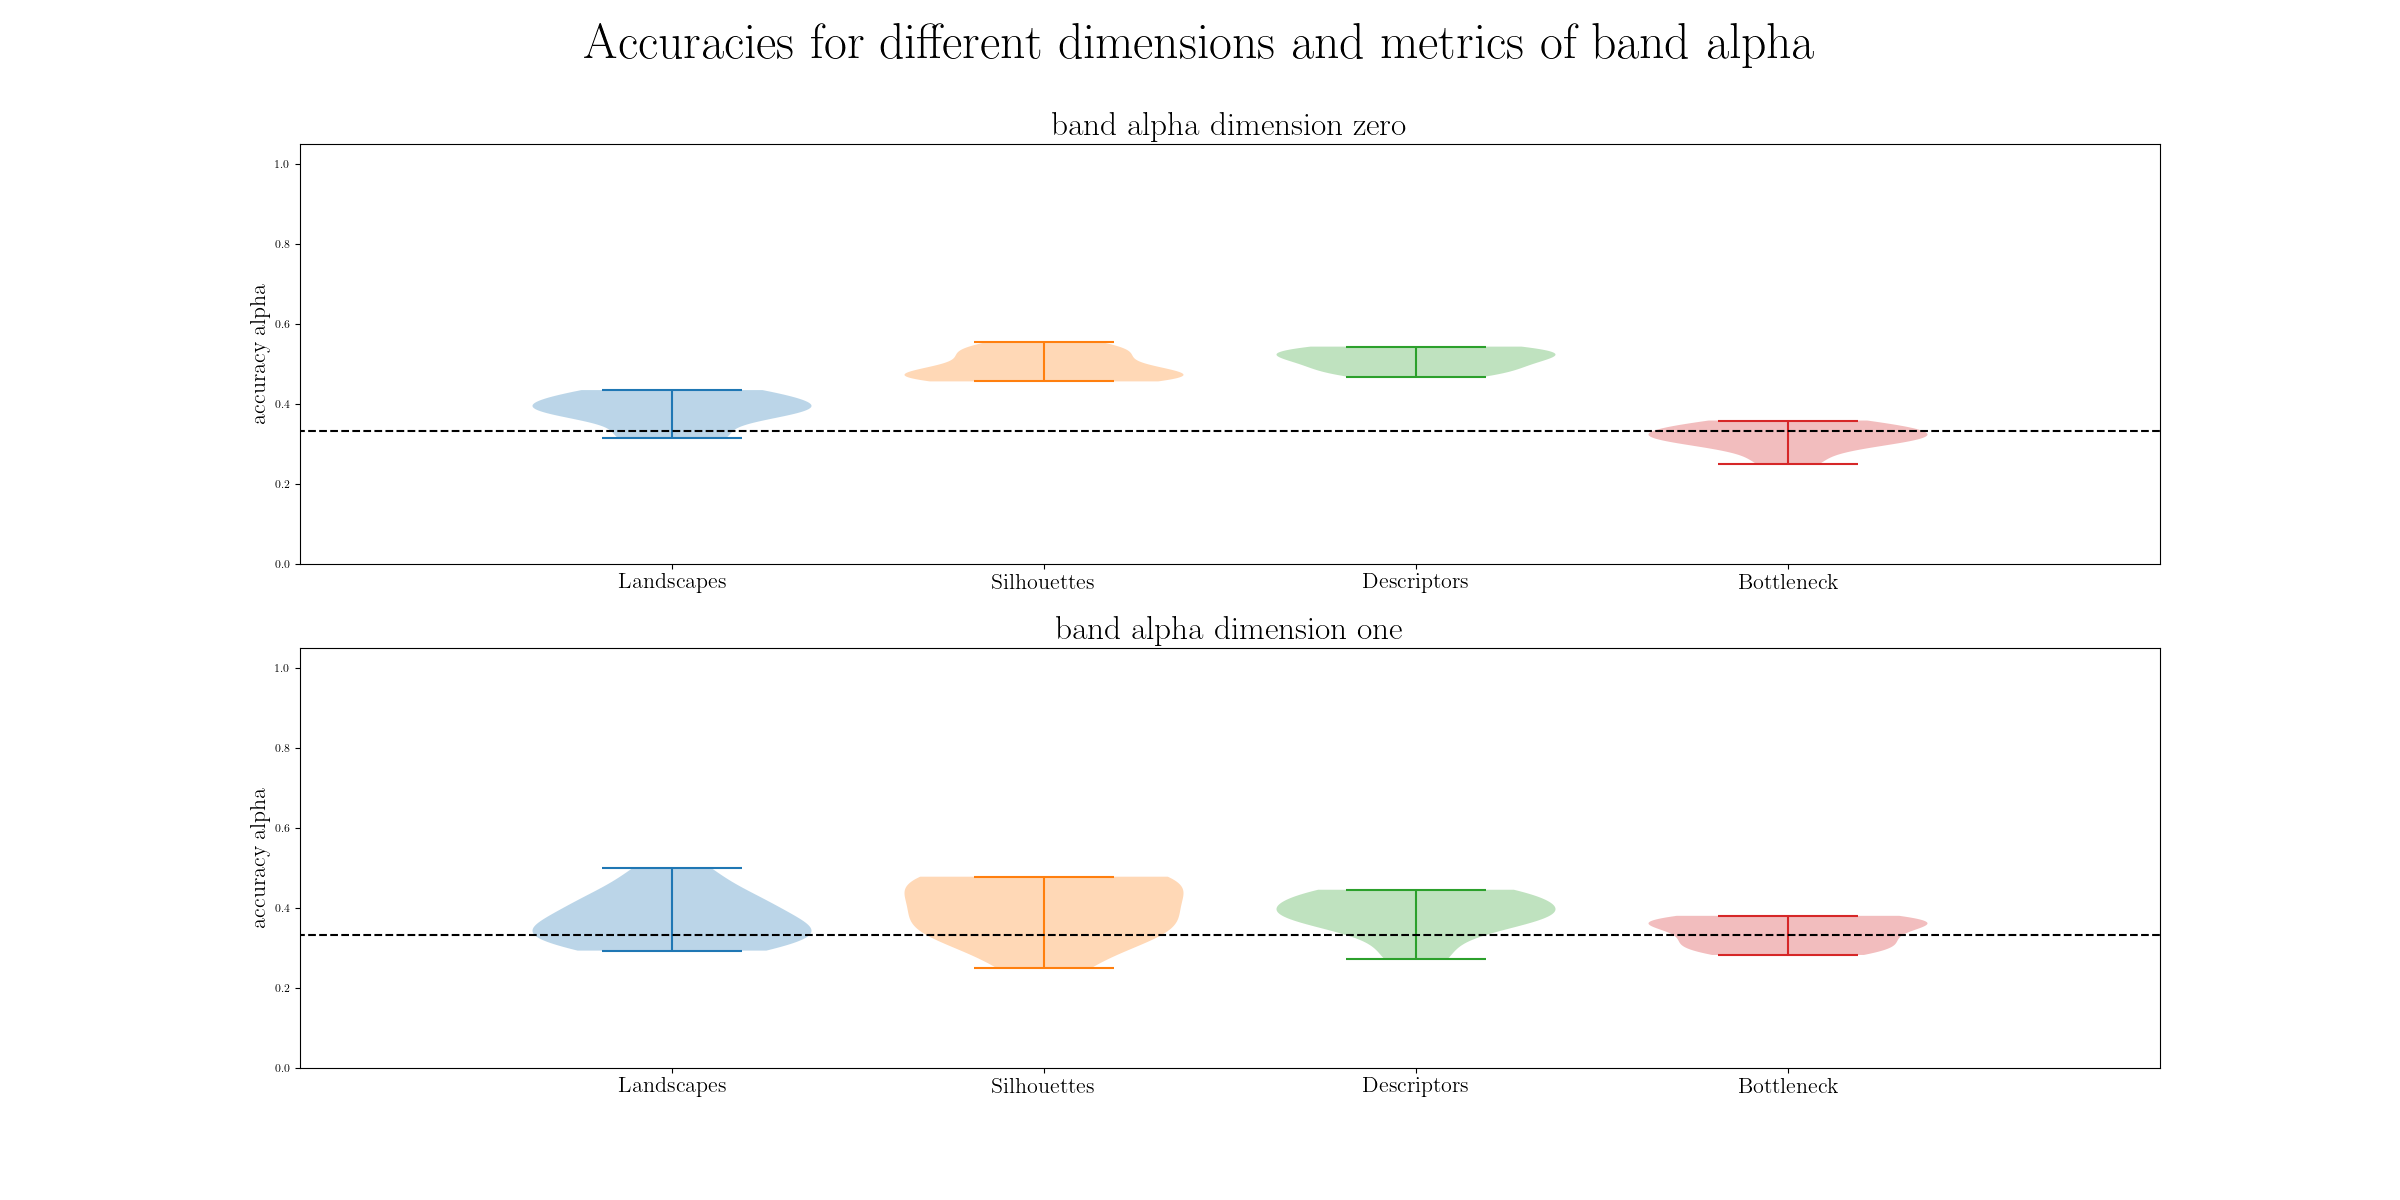 Accuracies for different dimensions and metrics of band alpha
band alpha dimension zero
accuracy alpha
1.0
0.8
0.6
0.4
0.2
0.0
Landscapes Silhouettes Descriptors Bottleneck
band alpha dimension one
accuracy alpha
1.0
0.8
0.6
0.4
0.2
0.0
Landscapes Silhouettes Descriptors Bottleneck